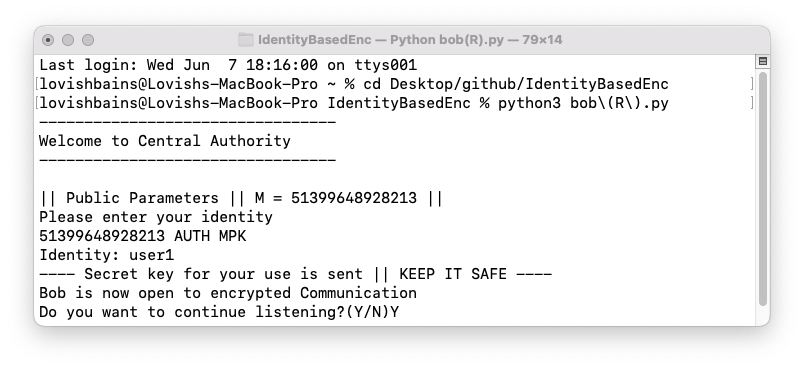 IdentityBasedEnc — Python bob(R).py — 79×14
Last login: Wed Jun  7 18:16:00 on ttys001
[lovishbains@Lovishs-MacBook-Pro ~ % cd Desktop/github/IdentityBasedEnc ]
[lovishbains@Lovishs-MacBook-Pro IdentityBasedEnc % python3 bob\(R\).py ]
---------------------------------
Welcome to Central Authority
---------------------------------
|| Public Parameters || M = 51399648928213 ||
Please enter your identity
51399648928213 AUTH MPK
Identity: user1
---- Secret key for your use is sent || KEEP IT SAFE ----
Bob is now open to encrypted Communication
Do you want to continue listening?(Y/N)Y